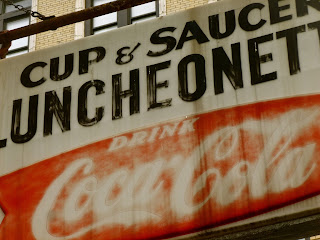 CUP & SAUCER
LUNCHEONETT
DRINK
Coca-Cola